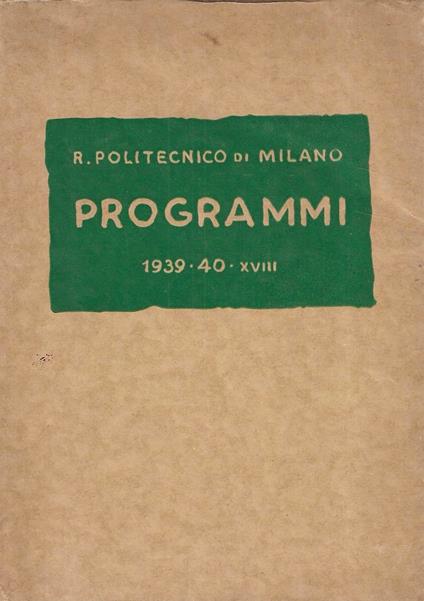 R. POLITECNICO DI MILANO
PROGRAMMI
1939·40·XVIII